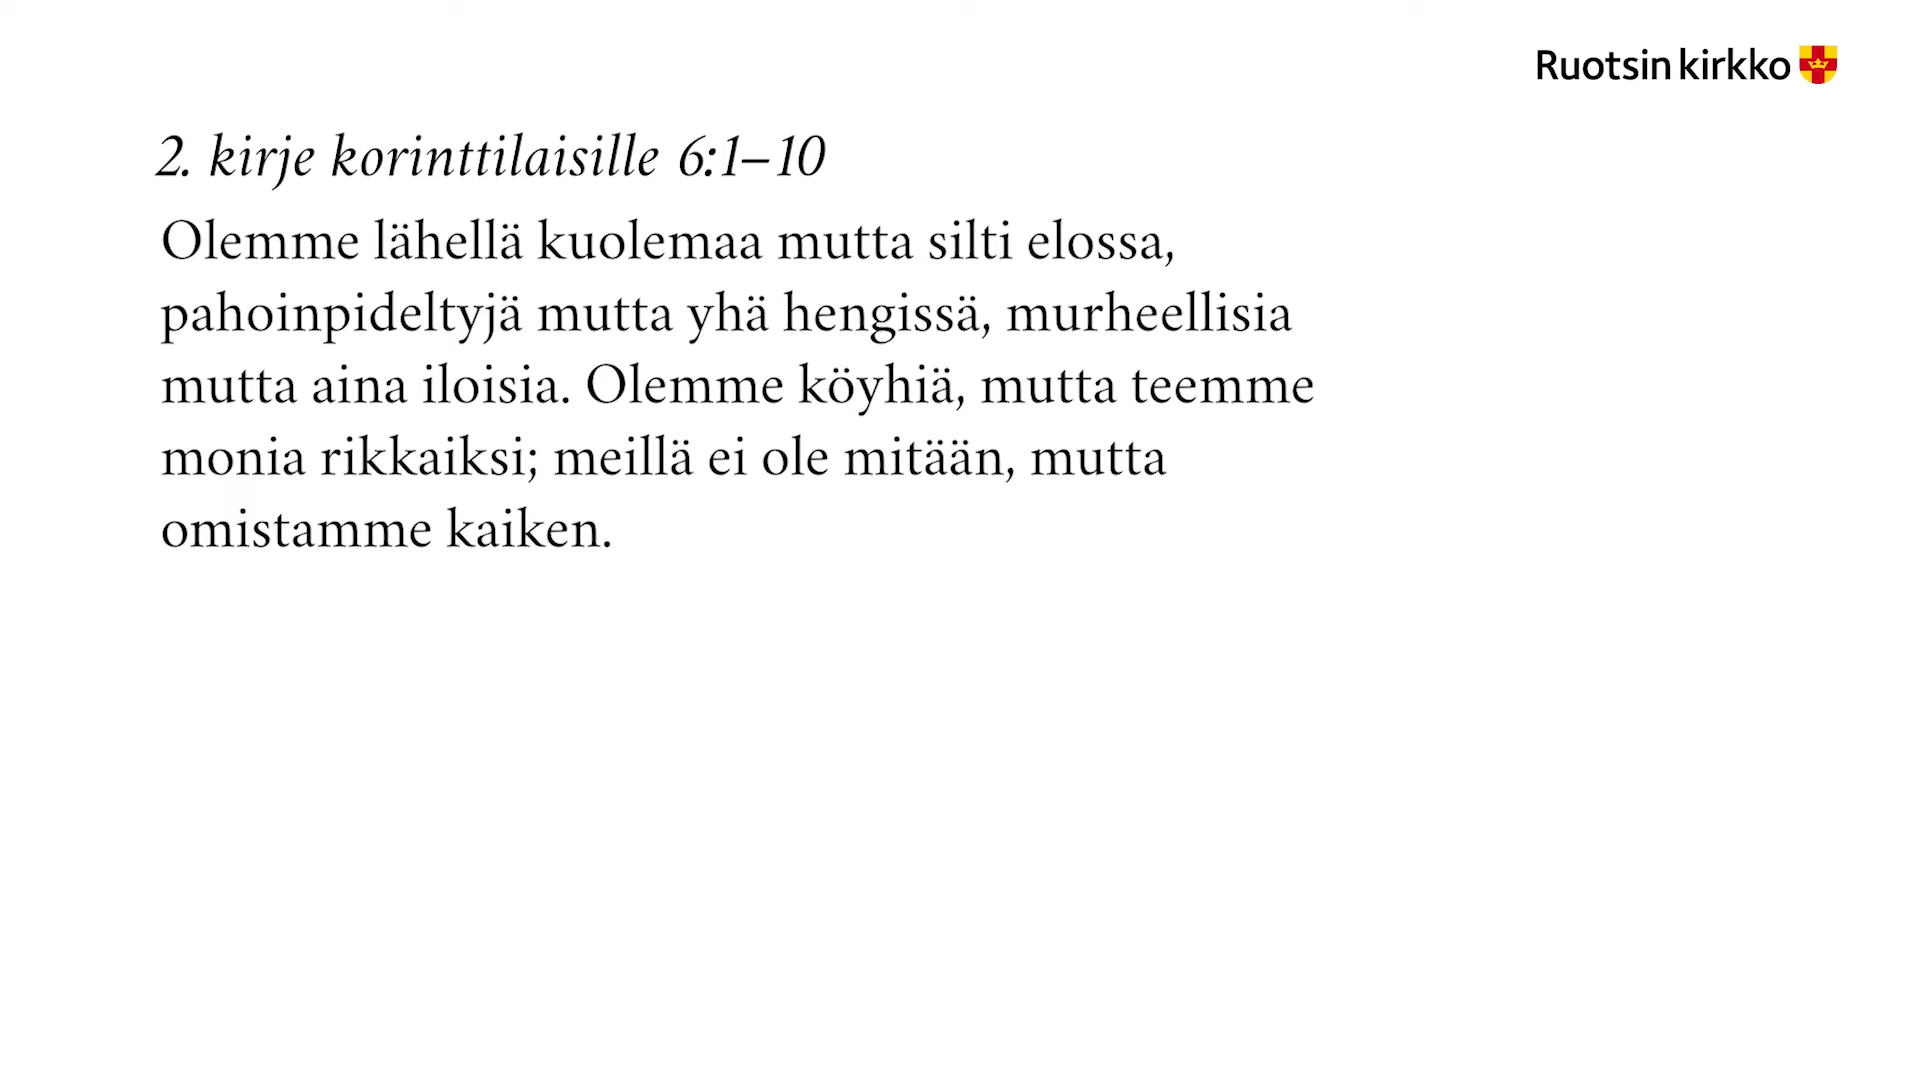 Ruotsin kirkko
2. kirje korinttilaisille 6:1–10
Olemme lähellä kuolemaa mutta silti elossa,
pahoinpideltyjä mutta yhä hengissä, murheellisia
mutta aina iloisia. Olemme köyhiä, mutta teemme
monia rikkaiksi; meillä ei ole mitään, mutta
omistamme kaiken.